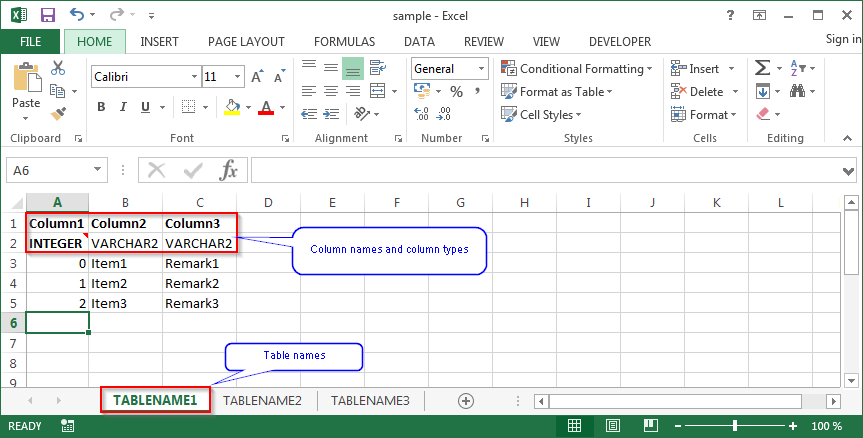 sample - Excel
?
FILE HOME INSERT PAGE LAYOUT FORMULAS DATA REVIEW VIEW DEVELOPER Sign in
Paste
Calibri 11
B I U
A A
A
General
% ,
Conditional Formatting
Format as Table
Cell Styles
Insert
Delete
Format
Clipboard Font Alignment Number Styles Cells Editing
A6 fx
A B C D E F G H I J K L
1 Column1 Column2 Column3
2 INTEGER VARCHAR2 VARCHAR2
3 0 Item1 Remark1
4 1 Item2 Remark2
5 2 Item3 Remark3
6
7
8
9
Column names and column types
Table names
TABLENAME1 TABLENAME2 TABLENAME3
READY 100 %